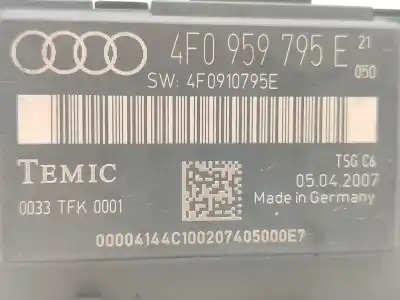 4F0 959 795 E 21
050
SW: 4F0910795E
TEMIC
TSG C6
05.04.2007
0033 TFK 0001
Made in Germany
00004144C100207405000E7